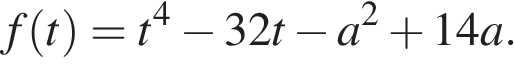 f(t) = t⁴ − 32t − a² + 14a.